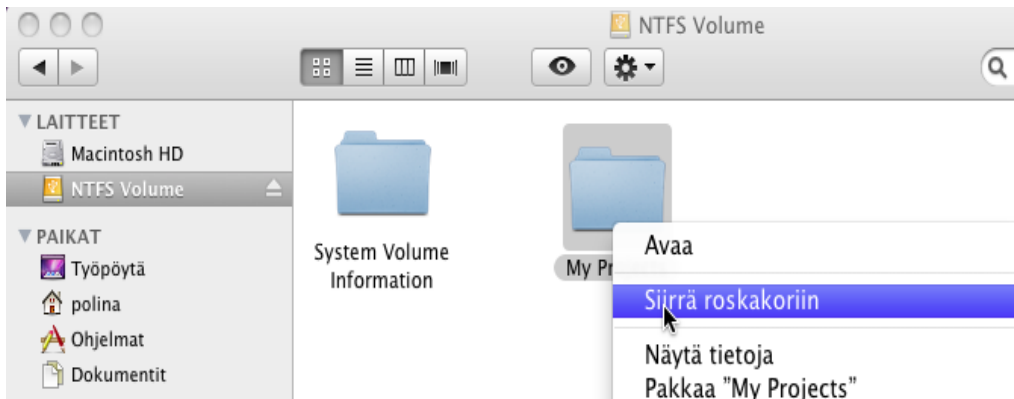 NTFS Volume
LAITTEET
Macintosh HD
NTFS Volume
PAIKAT
Työpöytä
polina
Ohjelmat
Dokumentit
System Volume
Information
My
Avaa
Siirrä roskakoriin
Näytä tietoja
Pakkaa "My Projects"